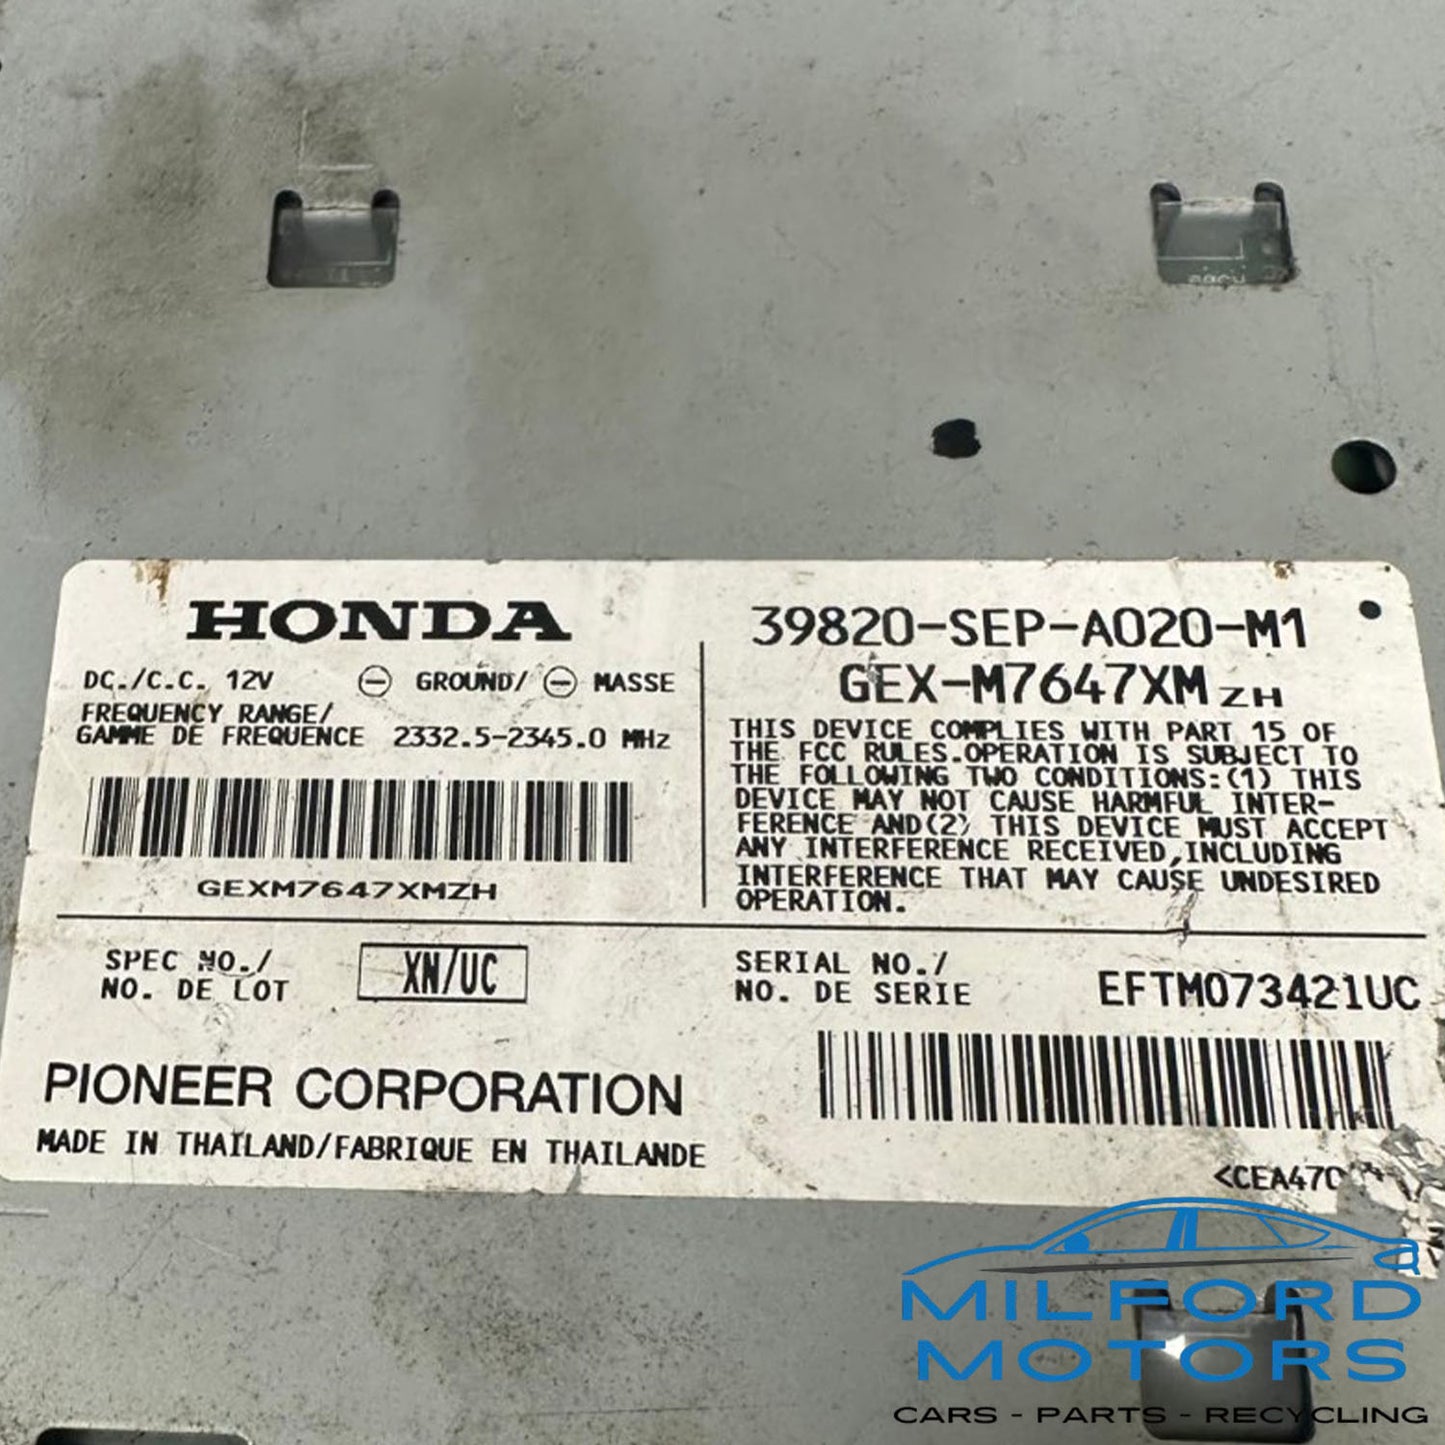 HONDA
DC./C.C. 12V ⊖ GROUND/ ⊖ MASSE
FREQUENCY RANGE/
GAMME DE FREQUENCE 2332.5-2345.0 MHz
GEXM7647XMZH
39820-SEP-A020-M1
GEX-M7647XM ZH
THIS DEVICE COMPLIES WITH PART 15 OF
THE FCC RULES.OPERATION IS SUBJECT TO
THE FOLLOWING TWO CONDITIONS:(1) THIS
DEVICE MAY NOT CAUSE HARMFUL INTER-
FERENCE AND(2) THIS DEVICE MUST ACCEPT
ANY INTERFERENCE RECEIVED,INCLUDING
INTERFERENCE THAT MAY CAUSE UNDESIRED
OPERATION.
SPEC NO./
NO. DE LOT
XN/UC
SERIAL NO./
NO. DE SERIE
EFTM073421UC
PIONEER CORPORATION
MADE IN THAILAND/FABRIQUE EN THAILANDE
MILFORD
MOTORS
CARS - PARTS - RECYCLING